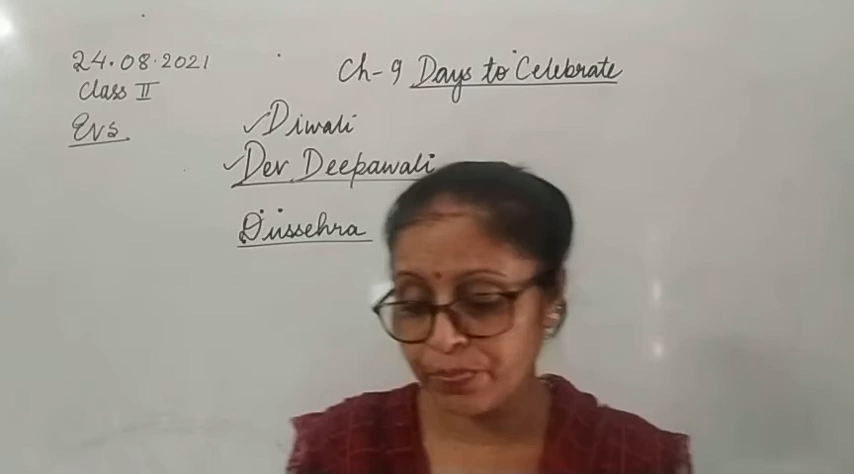 24.08.2021
Ch-9 Days to Celebrate
Class II
Evs.
✓Diwali
✓Dev Deepawali
Dussehra